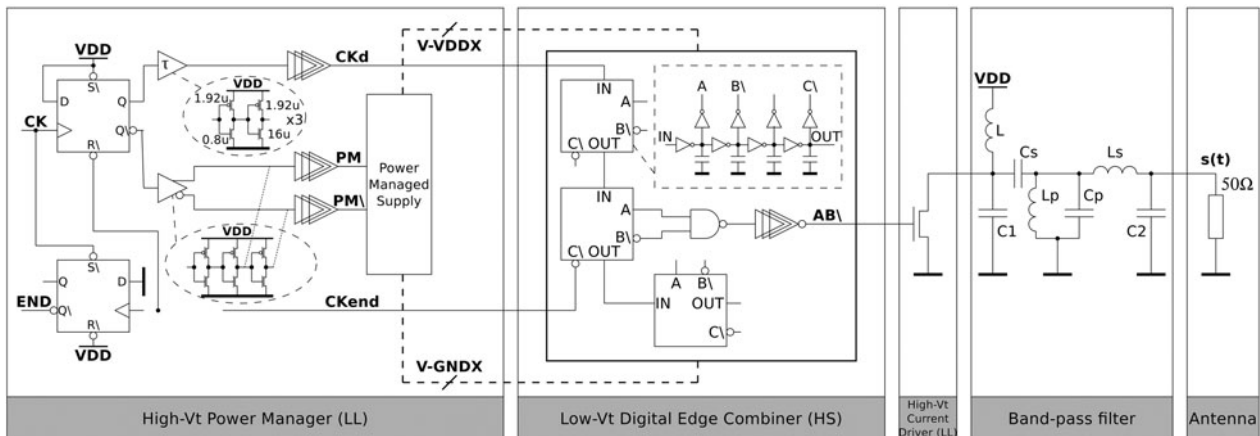 VDD
S\
D
Q
CK
Q\
R\
τ
VDD
1.92u
1.92u
x3
0.8u
16u
CKd
PM
PM\
Power
Managed
Supply
VDD
S\
Q
D
END
Q\
R\
VDD
CKend
V-VDDX
V-GNDX
IN
A
B\
C\ OUT
A
B\
C\
IN
OUT
A
B\
C\ OUT
AB\
A
B\
IN
OUT
C\
VDD
L
Cs
Ls
s(t)
50Ω
Lp
Cp
C1
C2
High-Vt Power Manager (LL)
Low-Vt Digital Edge Combiner (HS)
High-Vt
Current
Driver (LL)
Band-pass filter
Antenna